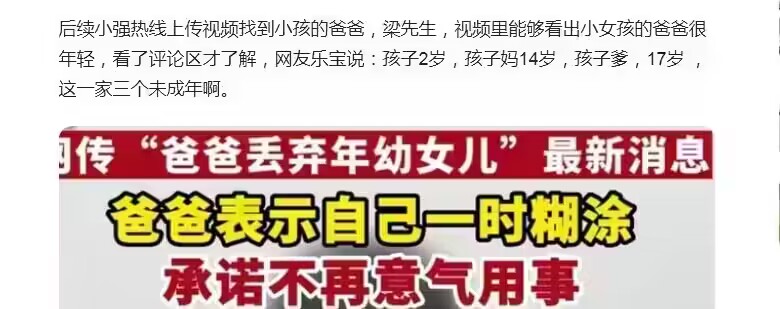 后续小强热线上传视频找到小孩的爸爸，梁先生，视频里能够看出小女孩的爸爸很
年轻，看了评论区才了解，网友乐宝说：孩子2岁，孩子妈14岁，孩子爹，17岁 ，
这一家三个未成年啊。
网传“爸爸丢弃年幼女儿”最新消息
爸爸表示自己一时糊涂
承诺不再意气用事